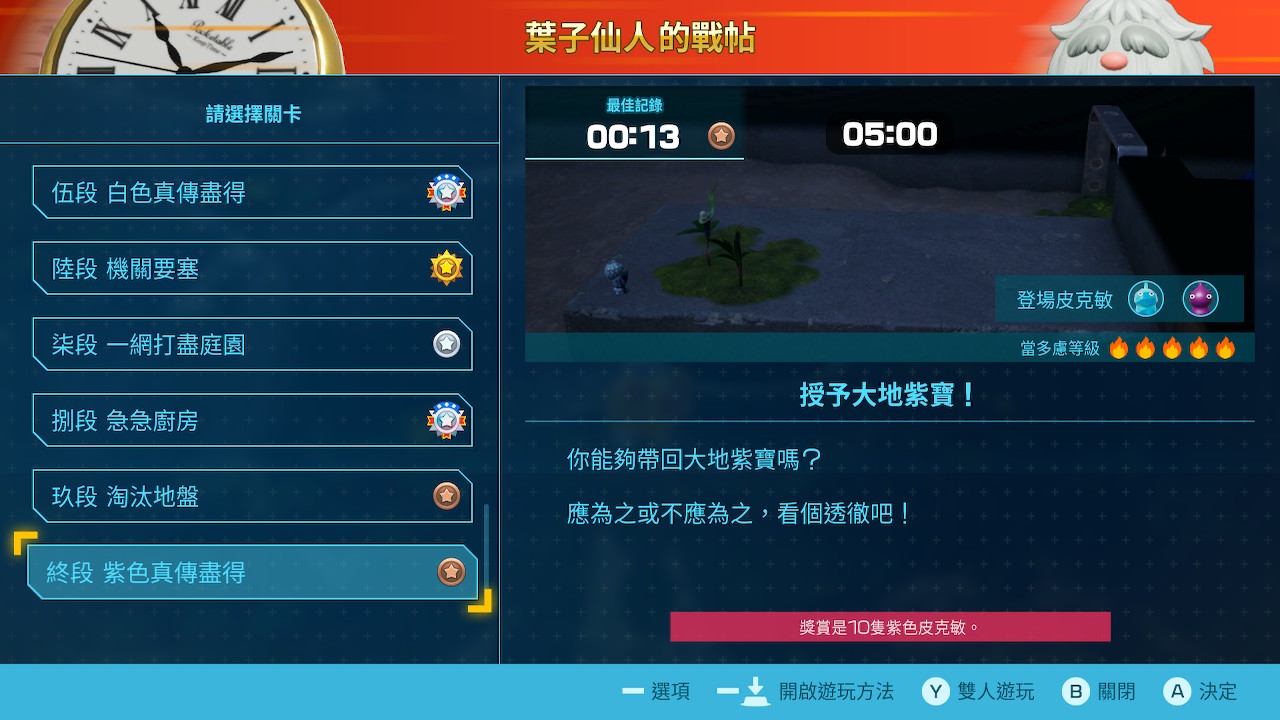 葉子仙人的戰帖
請選擇關卡
伍段 白色真傳盡得
陸段 機關要塞
柒段 一網打盡庭園
捌段 急急廚房
玖段 淘汰地盤
終段 紫色真傳盡得
最佳記錄
00:13
05:00
登場皮克敏
當多慮等級
授予大地紫寶！
你能夠帶回大地紫寶嗎？
應為之或不應為之，看個透徹吧！
獎賞是10隻紫色皮克敏。
選項 開啟遊玩方法 Y 雙人遊玩 B 關閉 A 決定